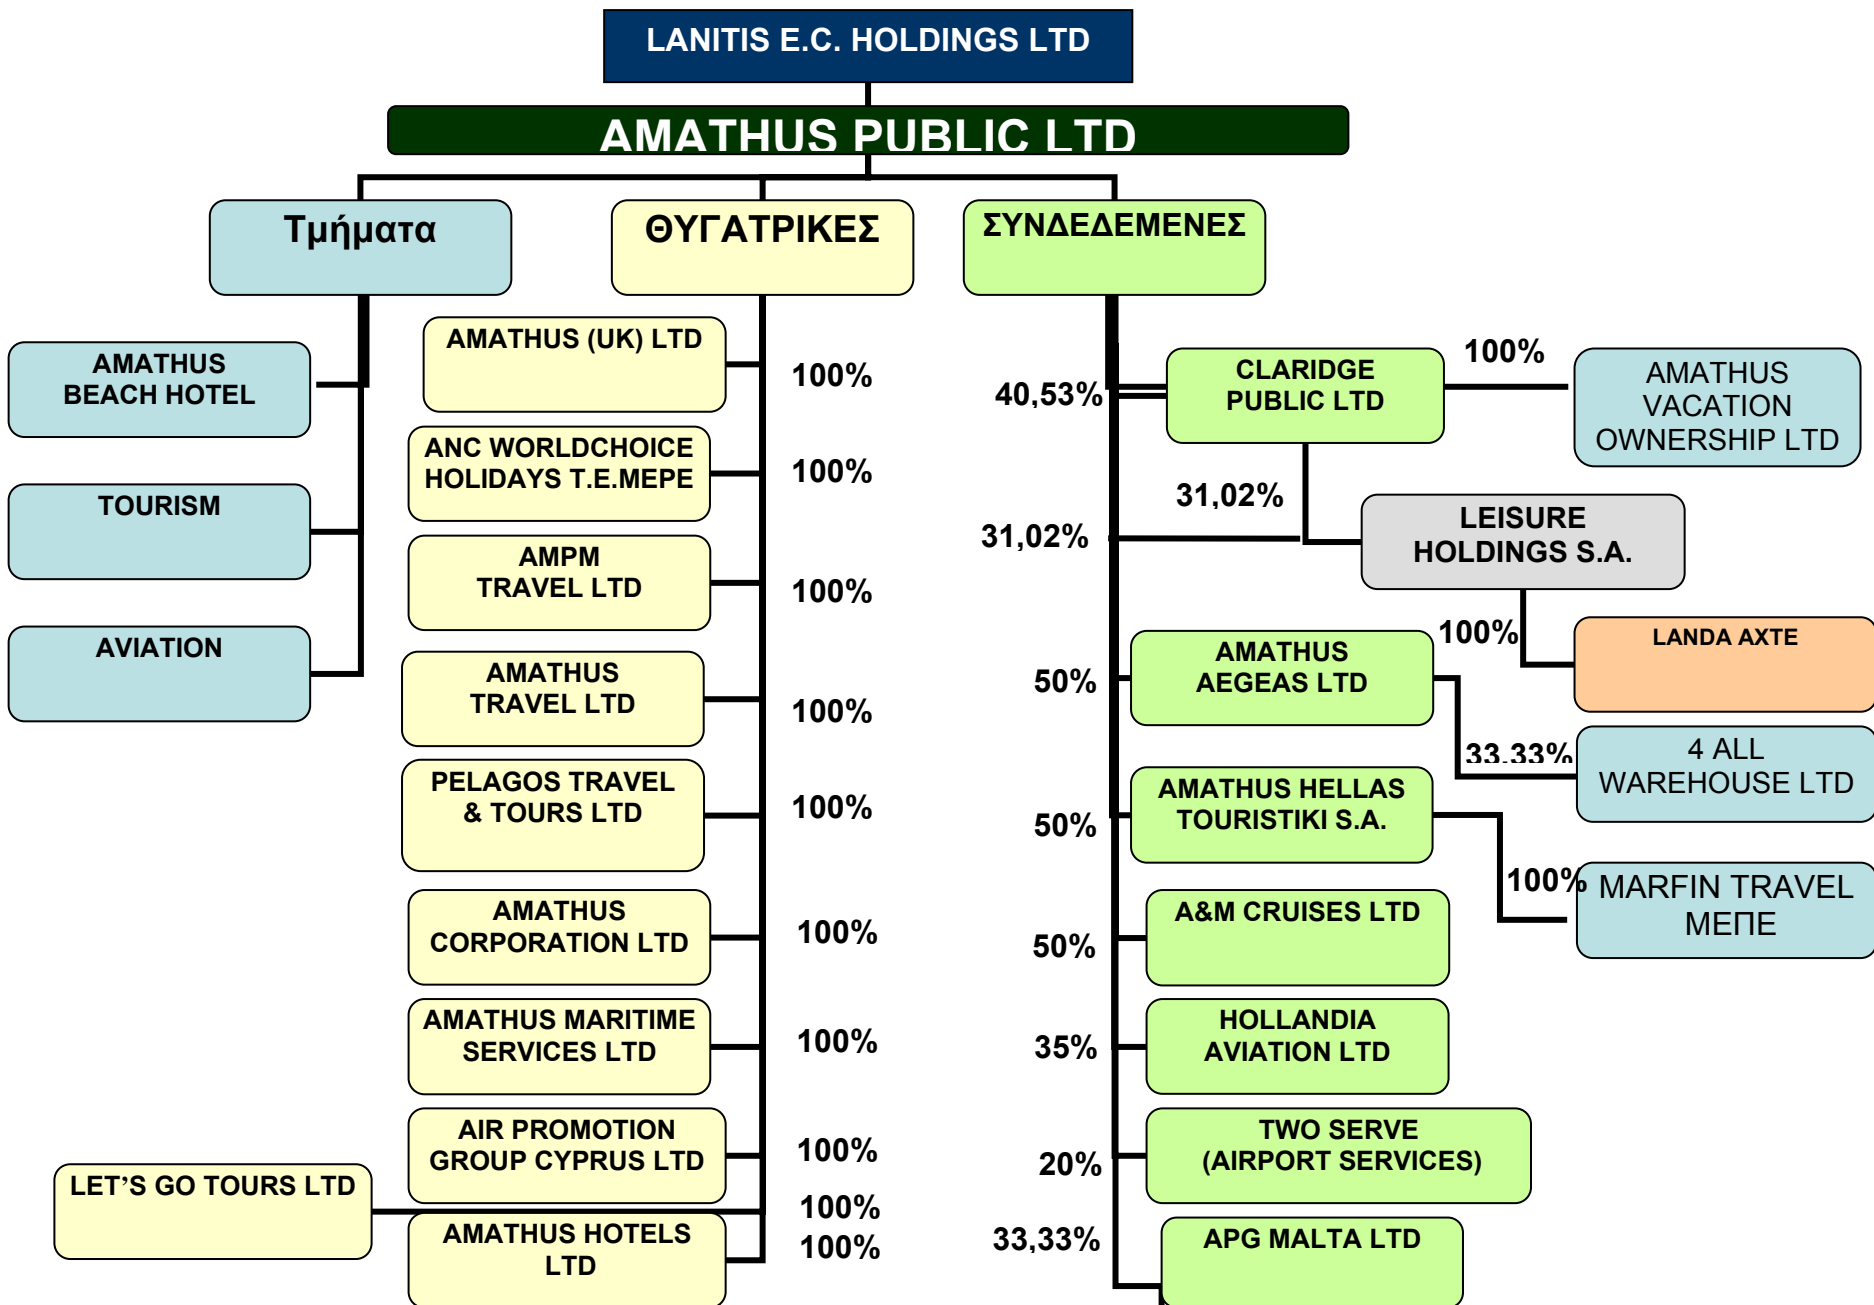 LANITIS E.C. HOLDINGS LTD
AMATHUS PUBLIC LTD
Τμήματα
ΘΥΓΑΤΡΙΚΕΣ
ΣΥΝΔΕΔΕΜΕΝΕΣ
AMATHUS
BEACH HOTEL
TOURISM
AVIATION
AMATHUS (UK) LTD
100%
ANC WORLDCHOICE
HOLIDAYS T.E.MEPE
100%
AMPM
TRAVEL LTD
100%
AMATHUS
TRAVEL LTD
100%
PELAGOS TRAVEL
& TOURS LTD
100%
AMATHUS
CORPORATION LTD
100%
AMATHUS MARITIME
SERVICES LTD
100%
AIR PROMOTION
GROUP CYPRUS LTD
100%
LET’S GO TOURS LTD
100%
AMATHUS HOTELS
LTD
100%
40,53%
CLARIDGE
PUBLIC LTD
100%
AMATHUS
VACATION
OWNERSHIP LTD
31,02%
31,02%
LEISURE
HOLDINGS S.A.
100%
LANDA AXTE
50%
AMATHUS
AEGEAS LTD
33.33%
4 ALL
WAREHOUSE LTD
50%
AMATHUS HELLAS
TOURISTIKI S.A.
100%
MARFIN TRAVEL
ΜΕΠΕ
50%
A&M CRUISES LTD
35%
HOLLANDIA
AVIATION LTD
20%
TWO SERVE
(AIRPORT SERVICES)
33,33%
APG MALTA LTD